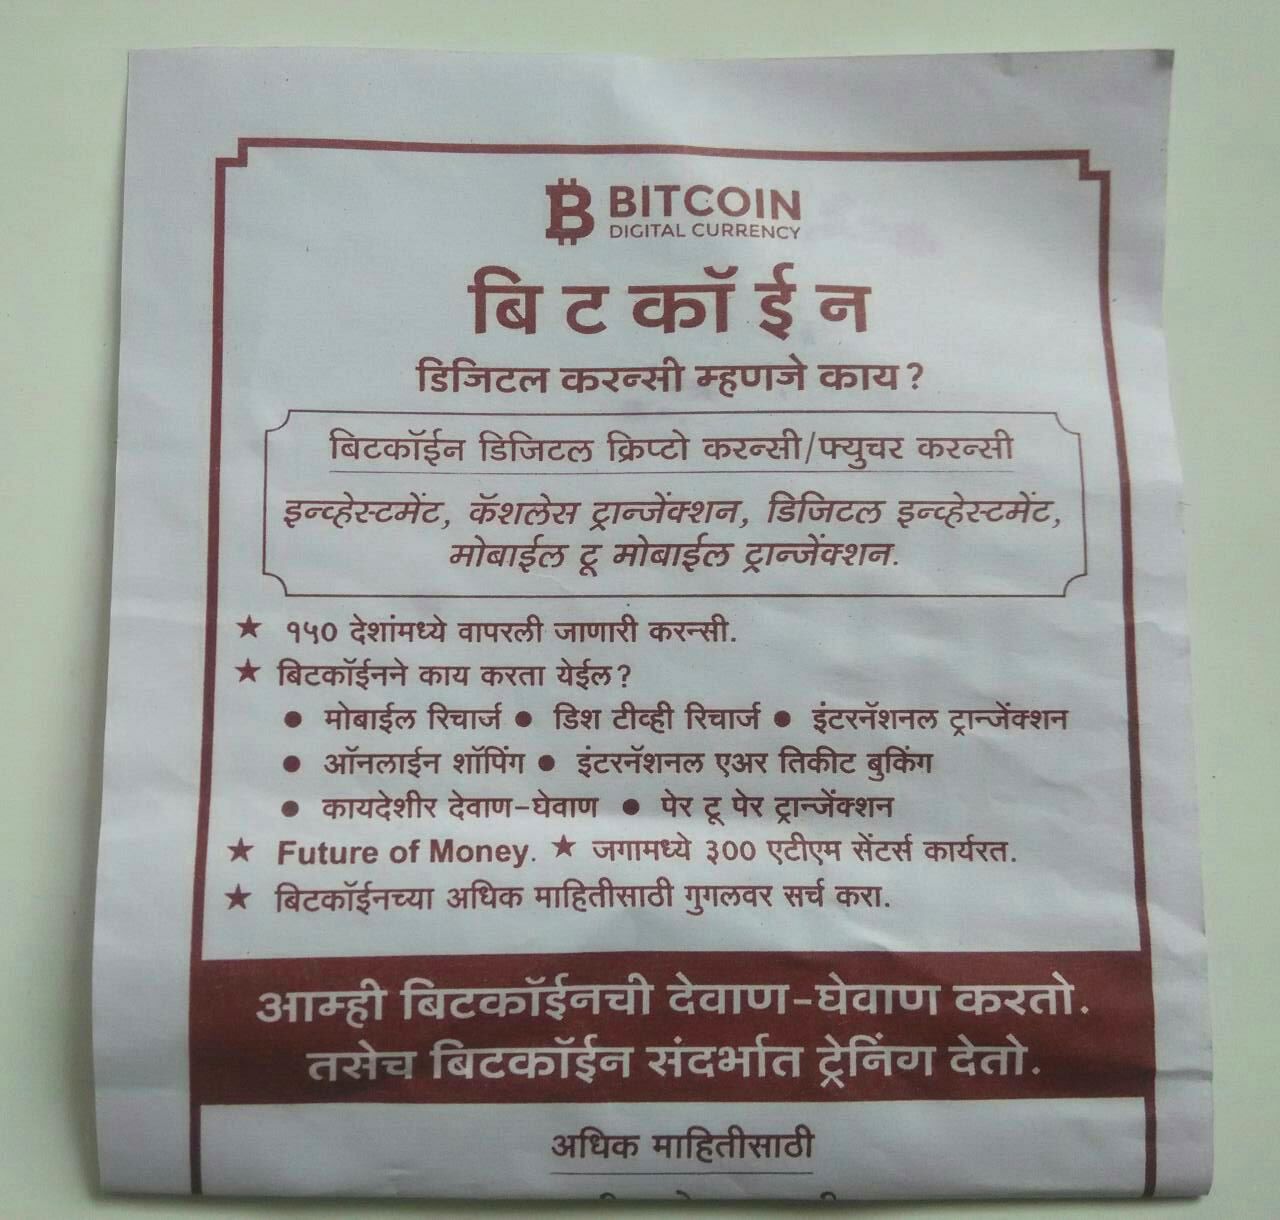 BITCOIN
DIGITAL CURRENCY
बिटकॉईन
डिजिटल करन्सी म्हणजे काय?
बिटकॉईन डिजिटल क्रिप्टो करन्सी/फ्युचर करन्सी
इन्व्हेस्टमेंट, कॅशलेस ट्रान्जेंक्शन, डिजिटल इन्व्हेस्टमेंट,
मोबाईल टू मोबाईल ट्रान्जेंक्शन.
★ १५० देशांमध्ये वापरली जाणारी करन्सी.
★ बिटकॉईनने काय करता येईल?
● मोबाईल रिचार्ज ● डिश टीव्ही रिचार्ज ● इंटरनॅशनल ट्रान्जेंक्शन
● ऑनलाईन शॉपिंग ● इंटरनॅशनल एअर तिकीट बुकिंग
● कायदेशीर देवाण-घेवाण ● पेर टू पेर ट्रान्जेंक्शन
★ Future of Money. ★ जगामध्ये ३०० एटीएम सेंटर्स कार्यरत.
★ बिटकॉईनच्या अधिक माहितीसाठी गुगलवर सर्च करा.
आम्ही बिटकॉईनची देवाण-घेवाण करतो.
तसेच बिटकॉईन संदर्भात ट्रेनिंग देतो.
अधिक माहितीसाठी